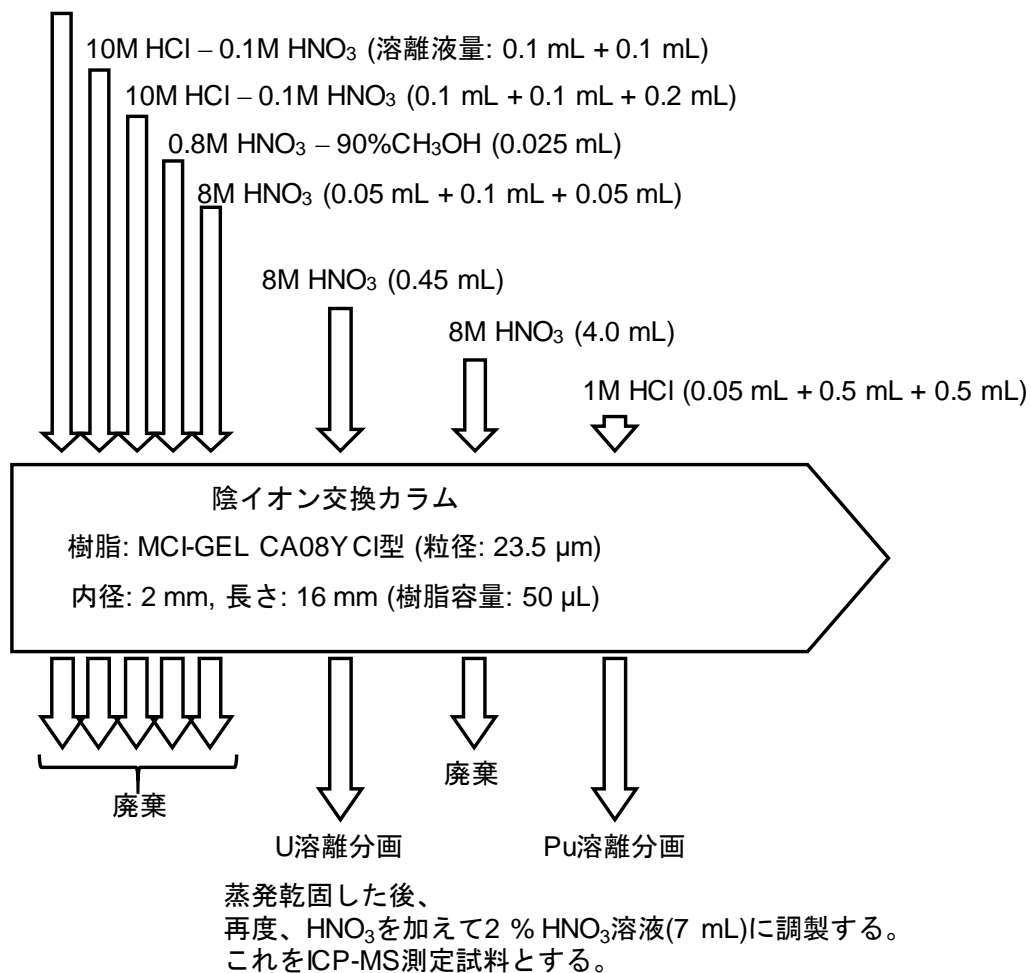 10M HCl – 0.1M HNO₃ (溶離液量: 0.1 mL + 0.1 mL)
10M HCl – 0.1M HNO₃ (0.1 mL + 0.1 mL + 0.2 mL)
0.8M HNO₃ – 90%CH₃OH (0.025 mL)
8M HNO₃ (0.05 mL + 0.1 mL + 0.05 mL)
8M HNO₃ (0.45 mL)
8M HNO₃ (4.0 mL)
1M HCl (0.05 mL + 0.5 mL + 0.5 mL)
陰イオン交換カラム
樹脂: MCI-GEL CA08Y Cl型 (粒径: 23.5 µm)
内径: 2 mm, 長さ: 16 mm (樹脂容量: 50 µL)
廃棄
廃棄
U溶離分画
Pu溶離分画
蒸発乾固した後、
再度、HNO₃を加えて2 % HNO₃溶液(7 mL)に調製する。
これをICP-MS測定試料とする。